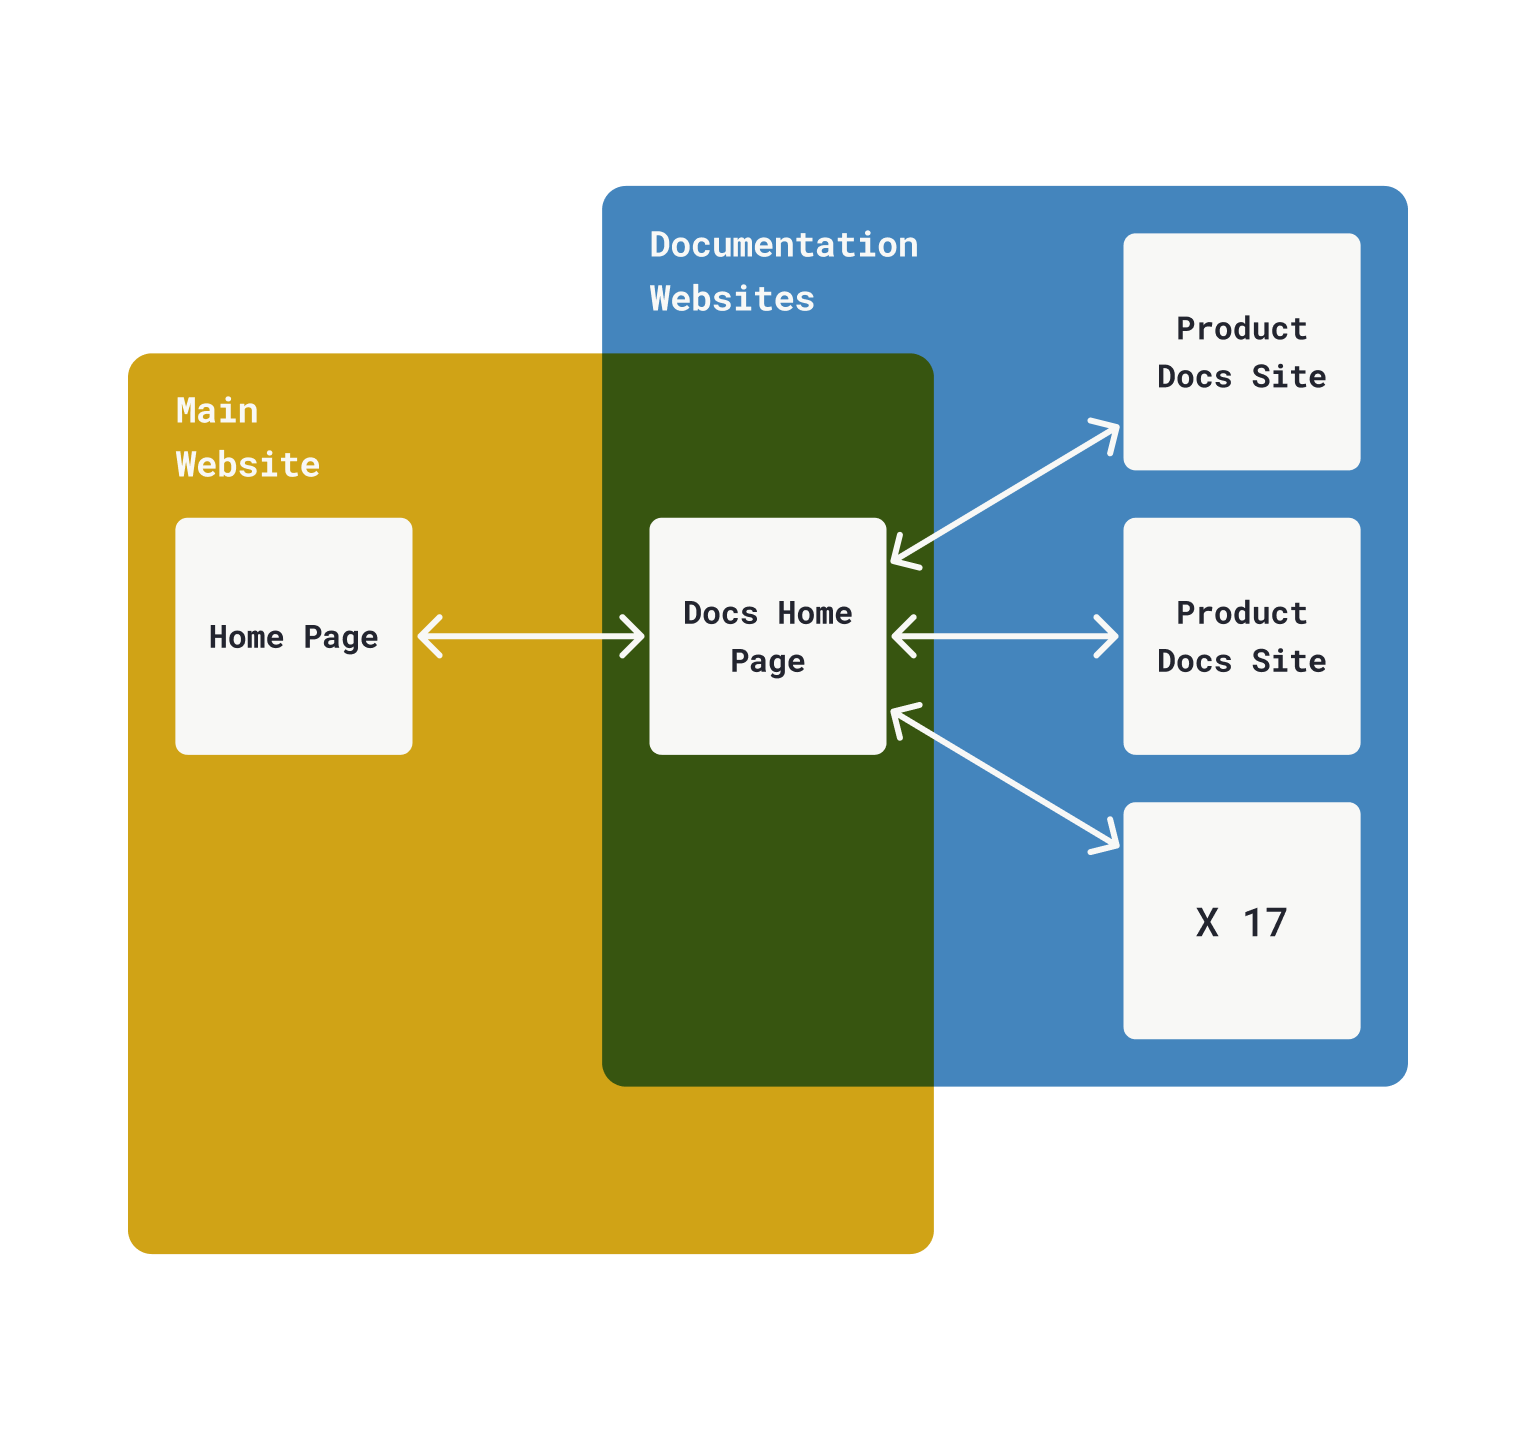 Documentation
Websites
Main
Website
Home Page
Docs Home
Page
Product
Docs Site
Product
Docs Site
X 17